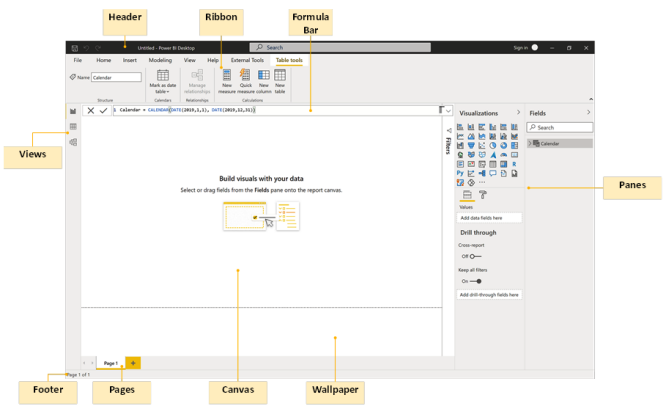 Header
Ribbon
Formula
Bar
Untitled - Power BI Desktop
Search
Sign in
File
Home
Insert
Modeling
View
Help
External Tools
Table tools
Name
Calendar
Mark as date
table
Manage
relationships
New
measure
Quick
measure
New
column
New
table
Structure
Calendars
Relationships
Calculations
1 Calendar = CALENDAR(DATE(2019,1,1), DATE(2019,12,31))
Visualizations
Fields
Search
Calendar
Filters
Views
Panes
Build visuals with your data
Select or drag fields from the Fields pane onto the report canvas.
R
Py
Values
Add data fields here
Drill through
Cross-report
Off
Keep all filters
On
Add drill-through fields here
Page 1
Page 1 of 1
Footer
Pages
Canvas
Wallpaper